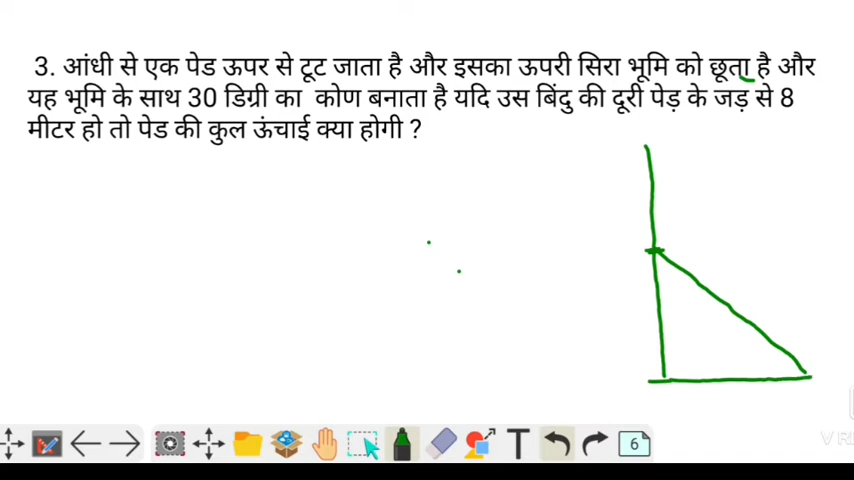 3. आंधी से एक पेड ऊपर से टूट जाता है और इसका ऊपरी सिरा भूमि को छूता है और
यह भूमि के साथ 30 डिग्री का कोण बनाता है यदि उस बिंदु की दूरी पेड़ के जड़ से 8
मीटर हो तो पेड की कुल ऊंचाई क्या होगी ?
T
6